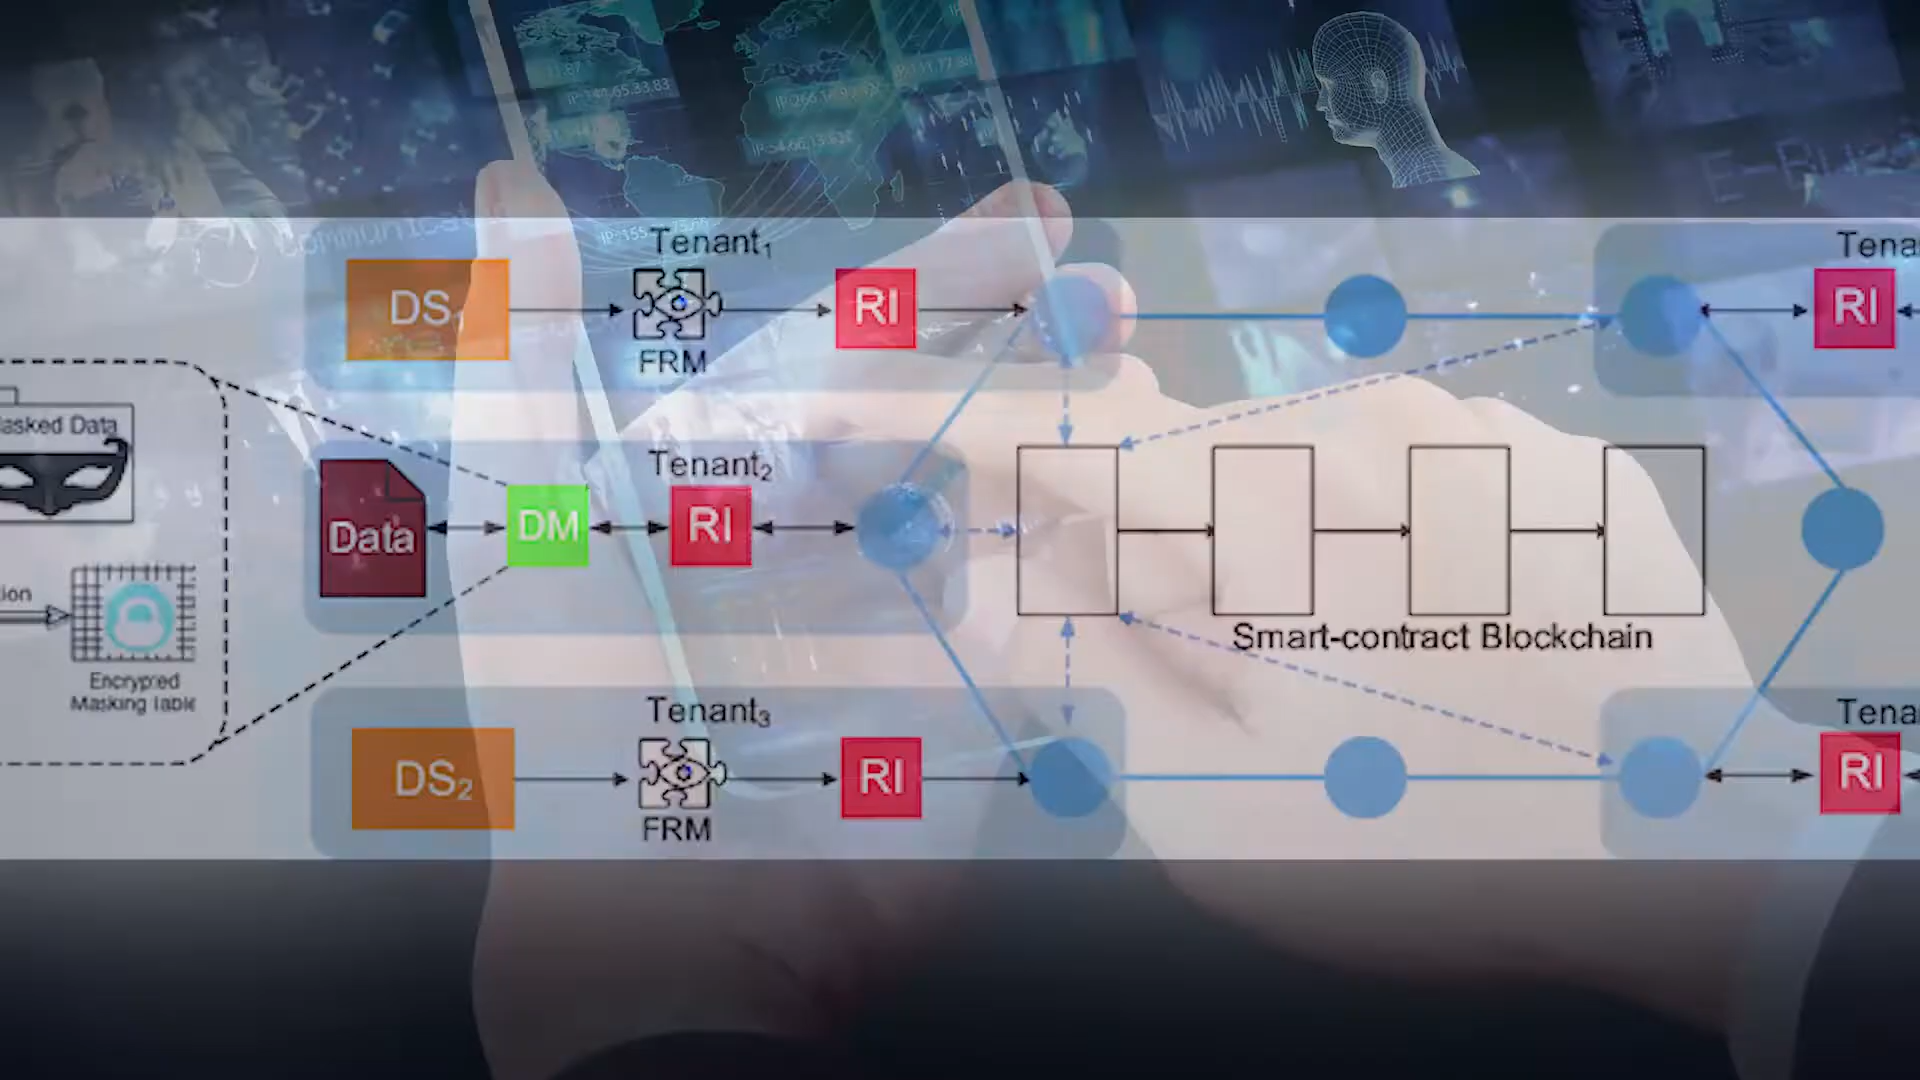 Tenant1
DS1
FRM
RI
Tena
RI
asked Data
Tenant2
Data
DM
RI
Smart-contract Blockchain
Encrypted
Masking Table
Tenant3
DS2
FRM
RI
Tena
RI